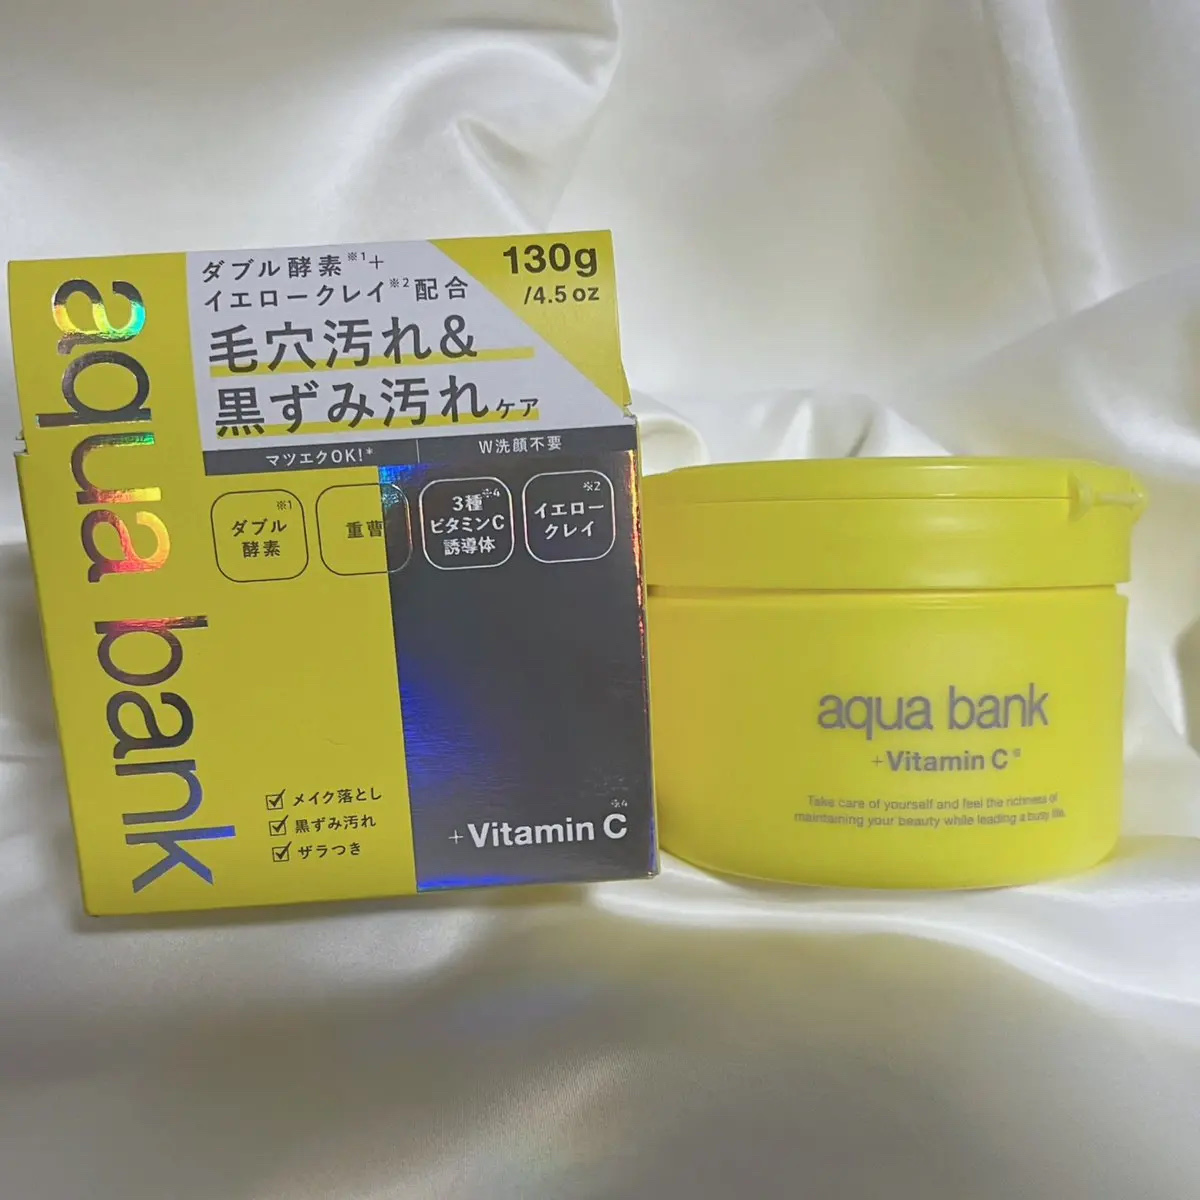 aqua bank
ダブル酵素※1+
イエロークレイ※2配合
毛穴汚れ&
黒ずみ汚れケア
130g
/4.5 oz
マツエクOK!*
W洗顔不要
※1
ダブル
酵素
重曹
3種※4
ビタミンC
誘導体
※2
イエロー
クレイ
メイク落とし
黒ずみ汚れ
ザラつき
+Vitamin C※4
aqua bank
+Vitamin C※
Take care of yourself and feel the richness of
maintaining your beauty while leading a busy life.